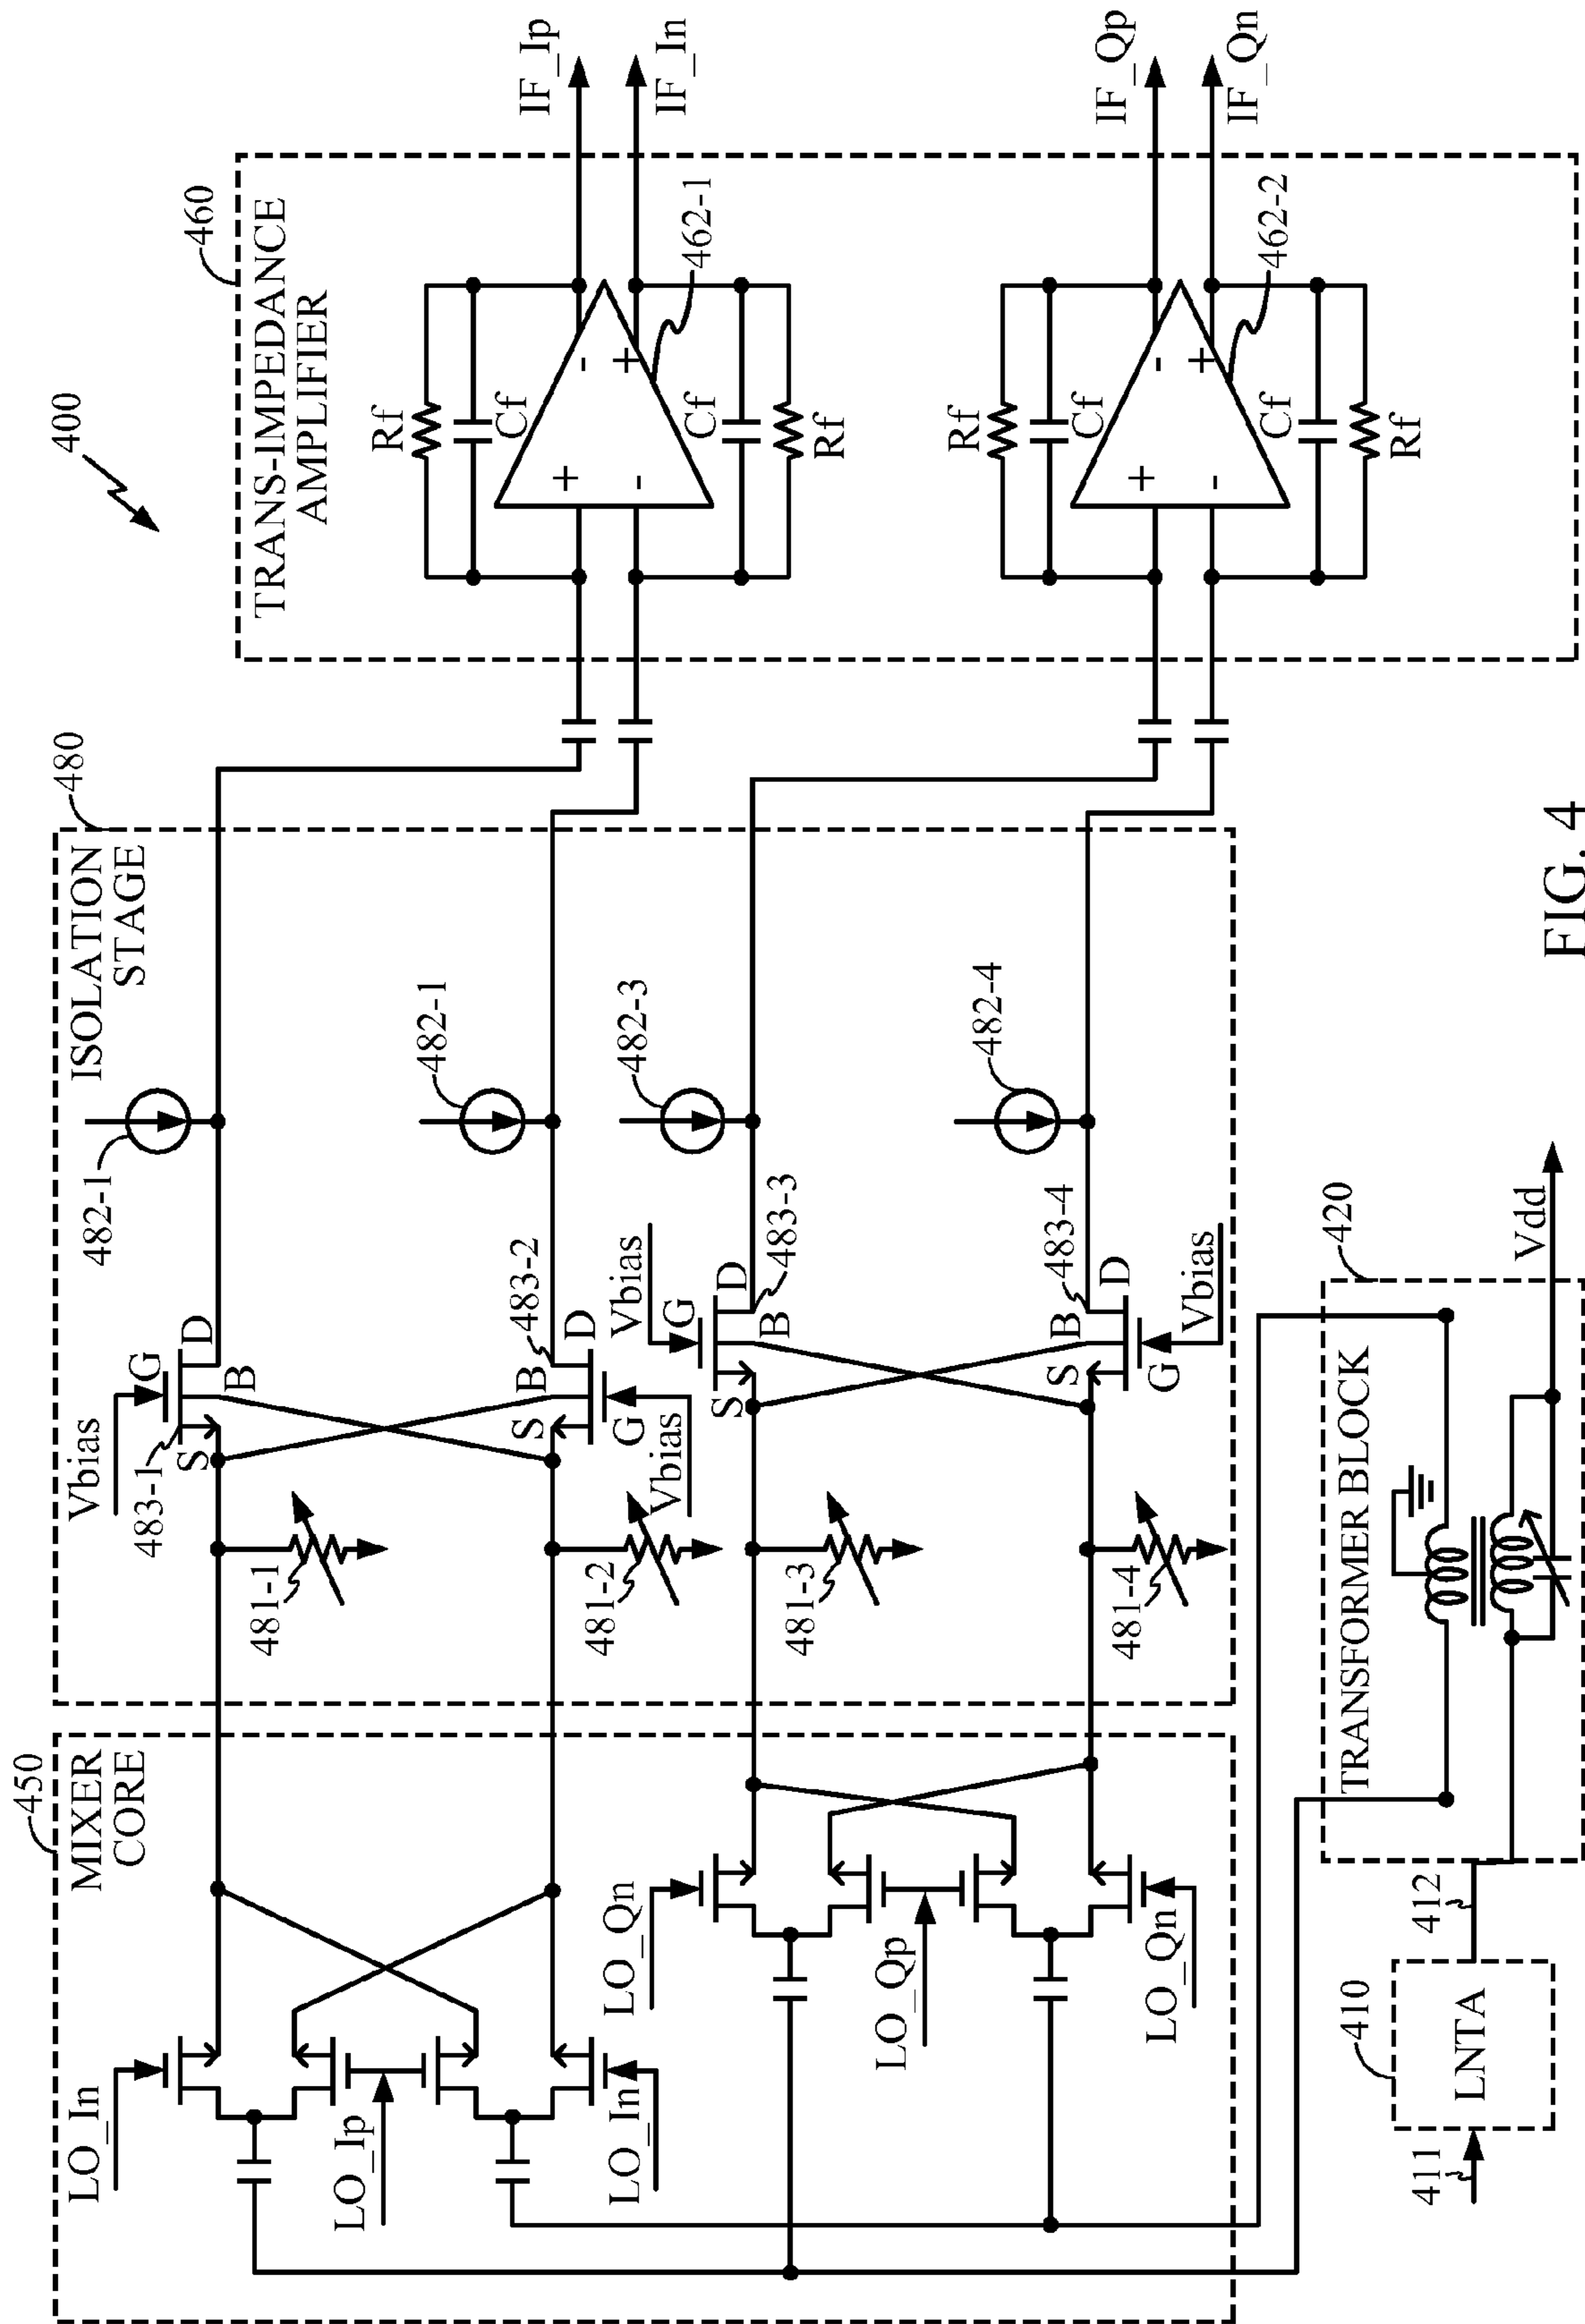 400
450
MIXER
CORE
LO_In
LO_Ip
LO_In
LO_Qn
LO_Qp
LO_Qn
480
ISOLATION
STAGE
Vbias
G
D
B
S
483-1
481-1
482-1
483-2
D
B
S
G
Vbias
481-2
482-1
Vbias
G
D
B
S
483-3
481-3
482-3
483-4
D
B
S
G
Vbias
481-4
482-4
460
TRANS-IMPEDANCE
AMPLIFIER
Rf
Cf
+
-
-
+
462-1
Cf
Rf
IF_Ip
IF_In
Rf
Cf
+
-
-
+
462-2
Cf
Rf
IF_Qp
IF_Qn
411
410
LNTA
412
420
TRANSFORMER BLOCK
Vdd
FIG. 4